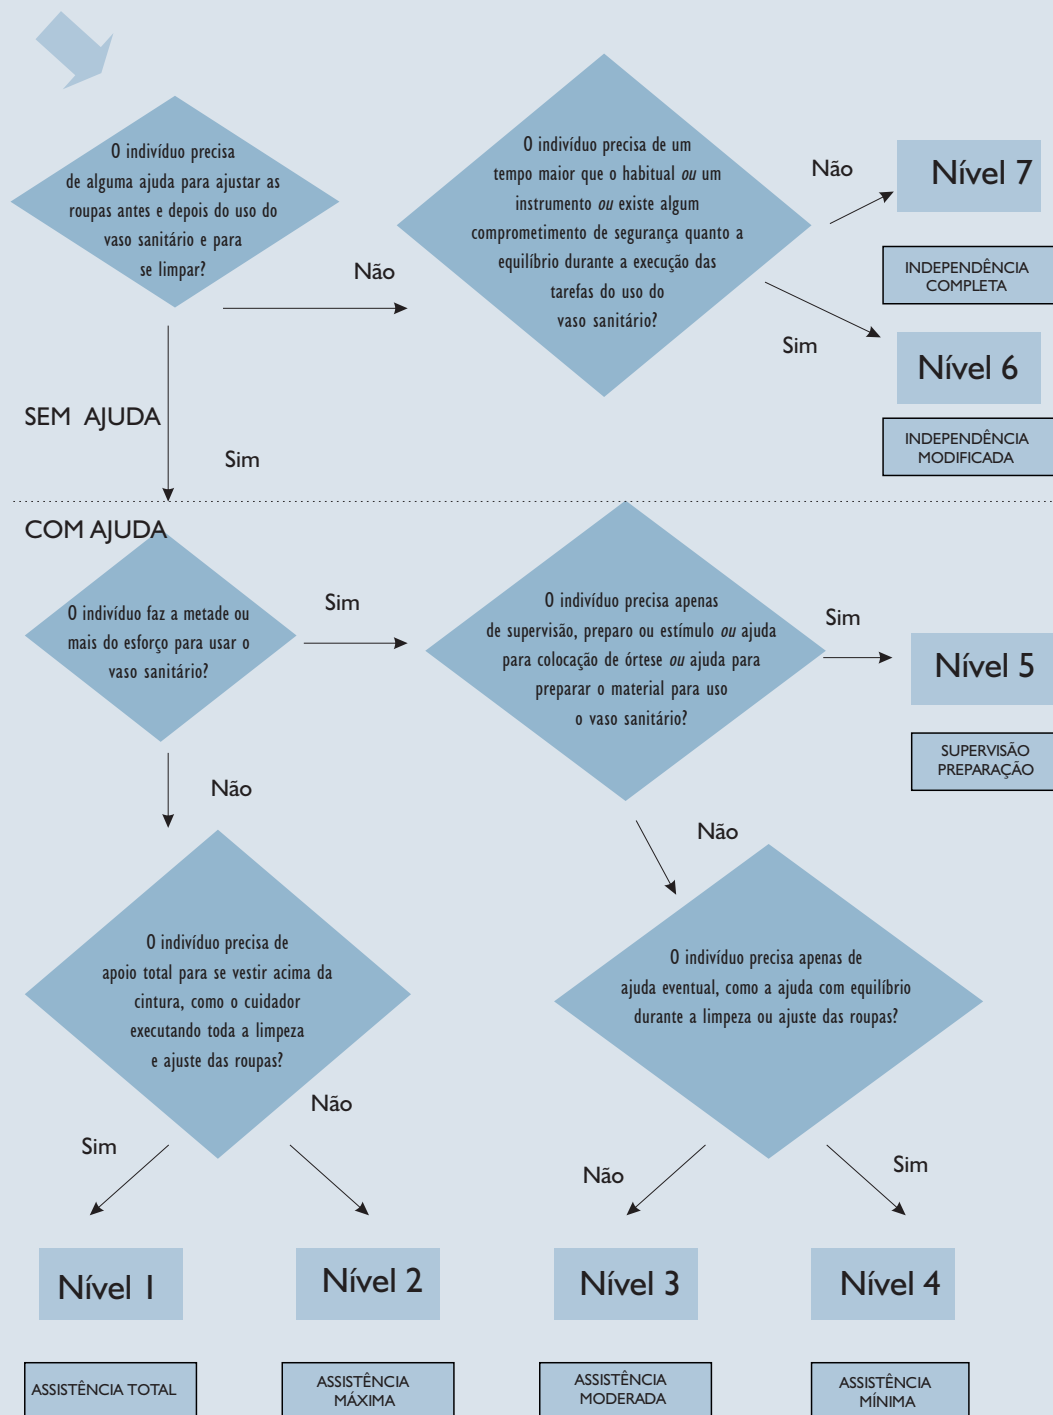 O indivíduo precisa
de alguma ajuda para ajustar as
roupas antes e depois do uso do
vaso sanitário e para
se limpar?
Não
O indivíduo precisa de um
tempo maior que o habitual ou um
instrumento ou existe algum
comprometimento de segurança quanto a
equilíbrio durante a execução das
tarefas do uso do
vaso sanitário?
Não
Nível 7
INDEPENDÊNCIA
COMPLETA
Sim
Nível 6
INDEPENDÊNCIA
MODIFICADA
SEM AJUDA
Sim
COM AJUDA
O indivíduo faz a metade ou
mais do esforço para usar o
vaso sanitário?
Sim
O indivíduo precisa apenas
de supervisão, preparo ou estímulo ou ajuda
para colocação de órtese ou ajuda para
preparar o material para uso
o vaso sanitário?
Sim
Nível 5
SUPERVISÃO
PREPARAÇÃO
Não
Não
O indivíduo precisa de
apoio total para se vestir acima da
cintura, como o cuidador
executando toda a limpeza
e ajuste das roupas?
O indivíduo precisa apenas de
ajuda eventual, como a ajuda com equilíbrio
durante a limpeza ou ajuste das roupas?
Sim
Não
Não
Sim
Nível 1
Nível 2
Nível 3
Nível 4
ASSISTÊNCIA TOTAL
ASSISTÊNCIA
MÁXIMA
ASSISTÊNCIA
MODERADA
ASSISTÊNCIA
MÍNIMA